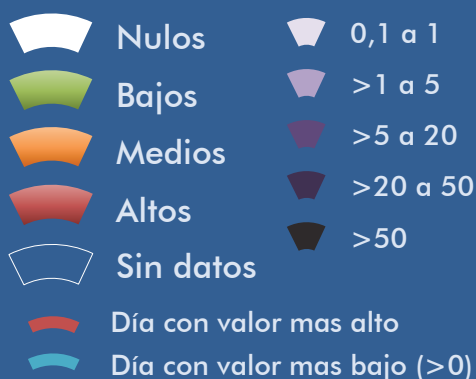 Nulos
Bajos
Medios
Altos
Sin datos
0,1 a 1
>1 a 5
>5 a 20
>20 a 50
>50
Día con valor mas alto
Día con valor mas bajo (>0)